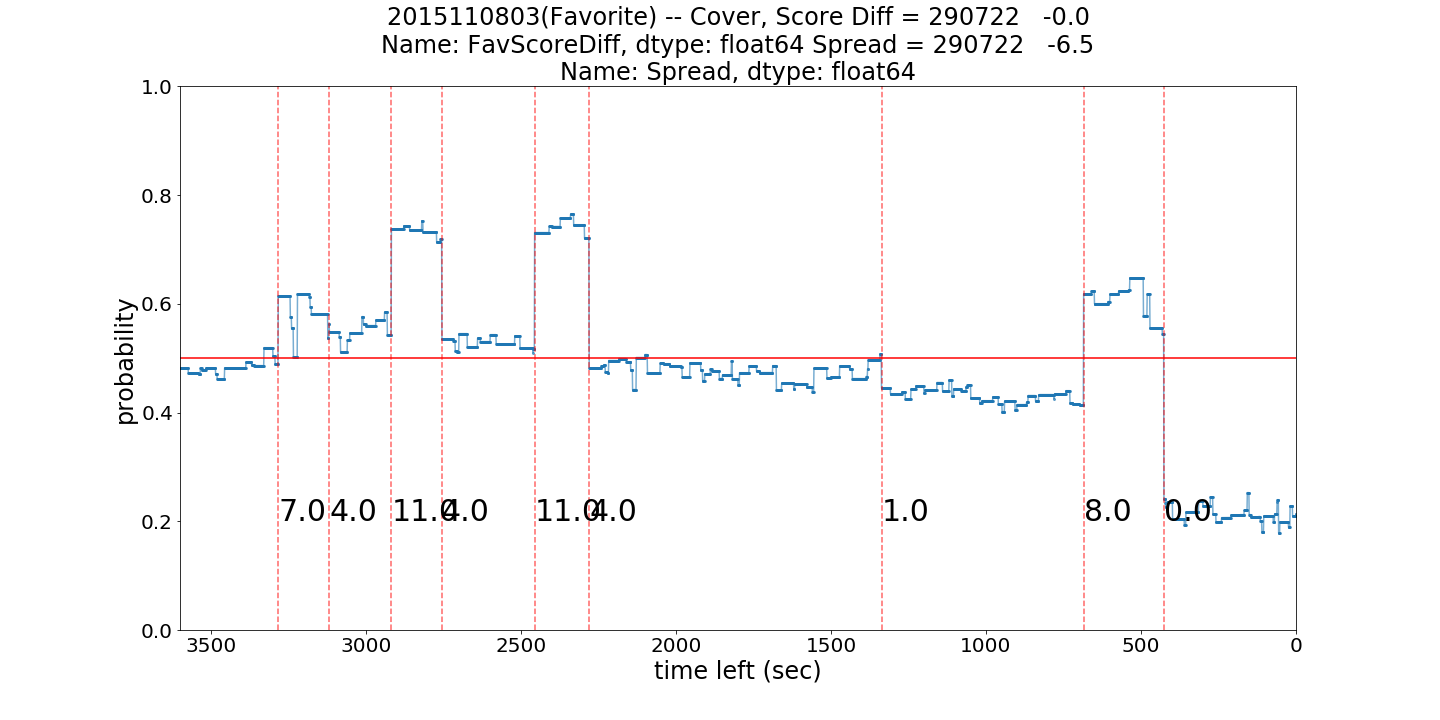 2015110803(Favorite) -- Cover, Score Diff = 290722   -0.0
Name: FavScoreDiff, dtype: float64 Spread = 290722   -6.5
Name: Spread, dtype: float64
1.0
0.8
0.6
0.4
0.2
0.0
probability
7.0 4.0 11.0 4.0 11.0 4.0 1.0 8.0 0.0
3500 3000 2500 2000 1500 1000 500 0
time left (sec)